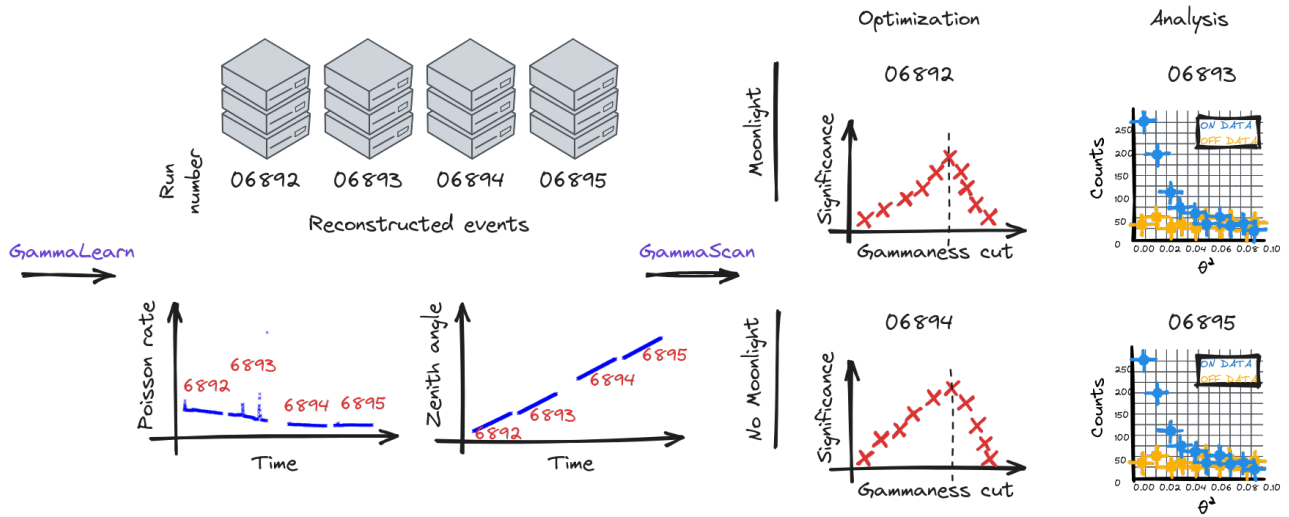 GammaLearn
Run
number
06892
06893
06894
06895
Reconstructed events
Poisson rate
6892
6893
6894
6895
Time
Zenith angle
6892
6893
6894
6895
Time
GammaScan
Optimization
Analysis
Moonlight
06892
Significance
Gammaness cut
06893
Counts
250
200
150
100
50
0
ON DATA
OFF DATA
0.00 0.02 0.04 0.06 0.08 0.10
θ²
No Moonlight
06894
Significance
Gammaness cut
06895
Counts
250
200
150
100
50
0
ON DATA
OFF DATA
0.00 0.02 0.04 0.06 0.08 0.10
θ²